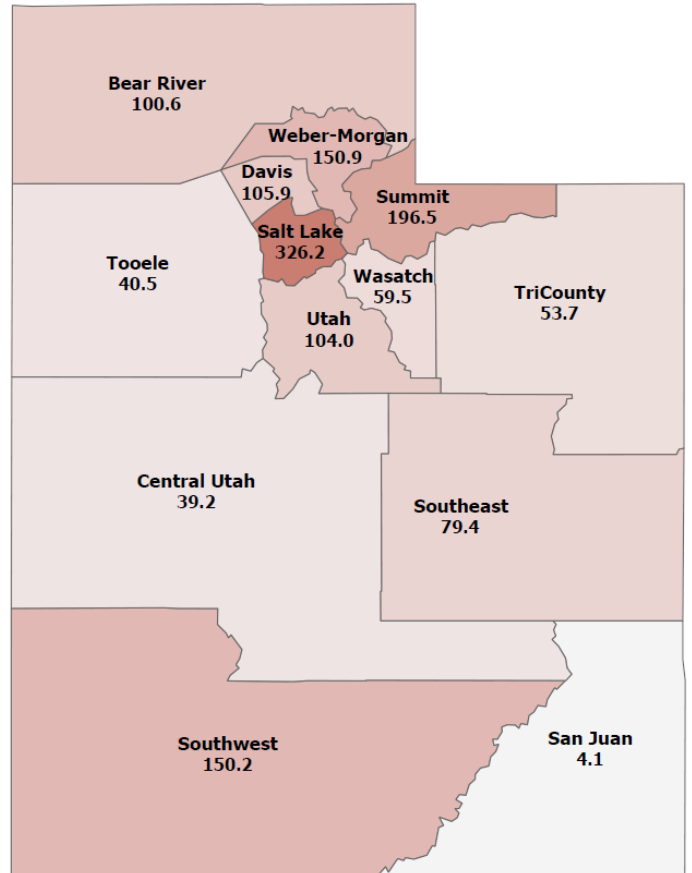 Bear River
100.6
Weber-Morgan
150.9
Davis
105.9
Summit
196.5
Salt Lake
326.2
Tooele
40.5
Wasatch
59.5
TriCounty
53.7
Utah
104.0
Central Utah
39.2
Southeast
79.4
Southwest
150.2
San Juan
4.1